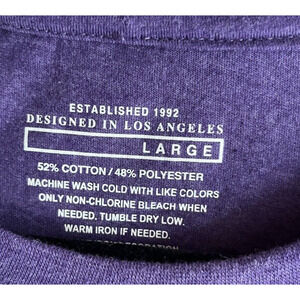 ESTABLISHED 1992
DESIGNED IN LOS ANGELES
LARGE
52% COTTON / 48% POLYESTER
MACHINE WASH COLD WITH LIKE COLORS
ONLY NON-CHLORINE BLEACH WHEN
NEEDED. TUMBLE DRY LOW.
WARM IRON IF NEEDED.